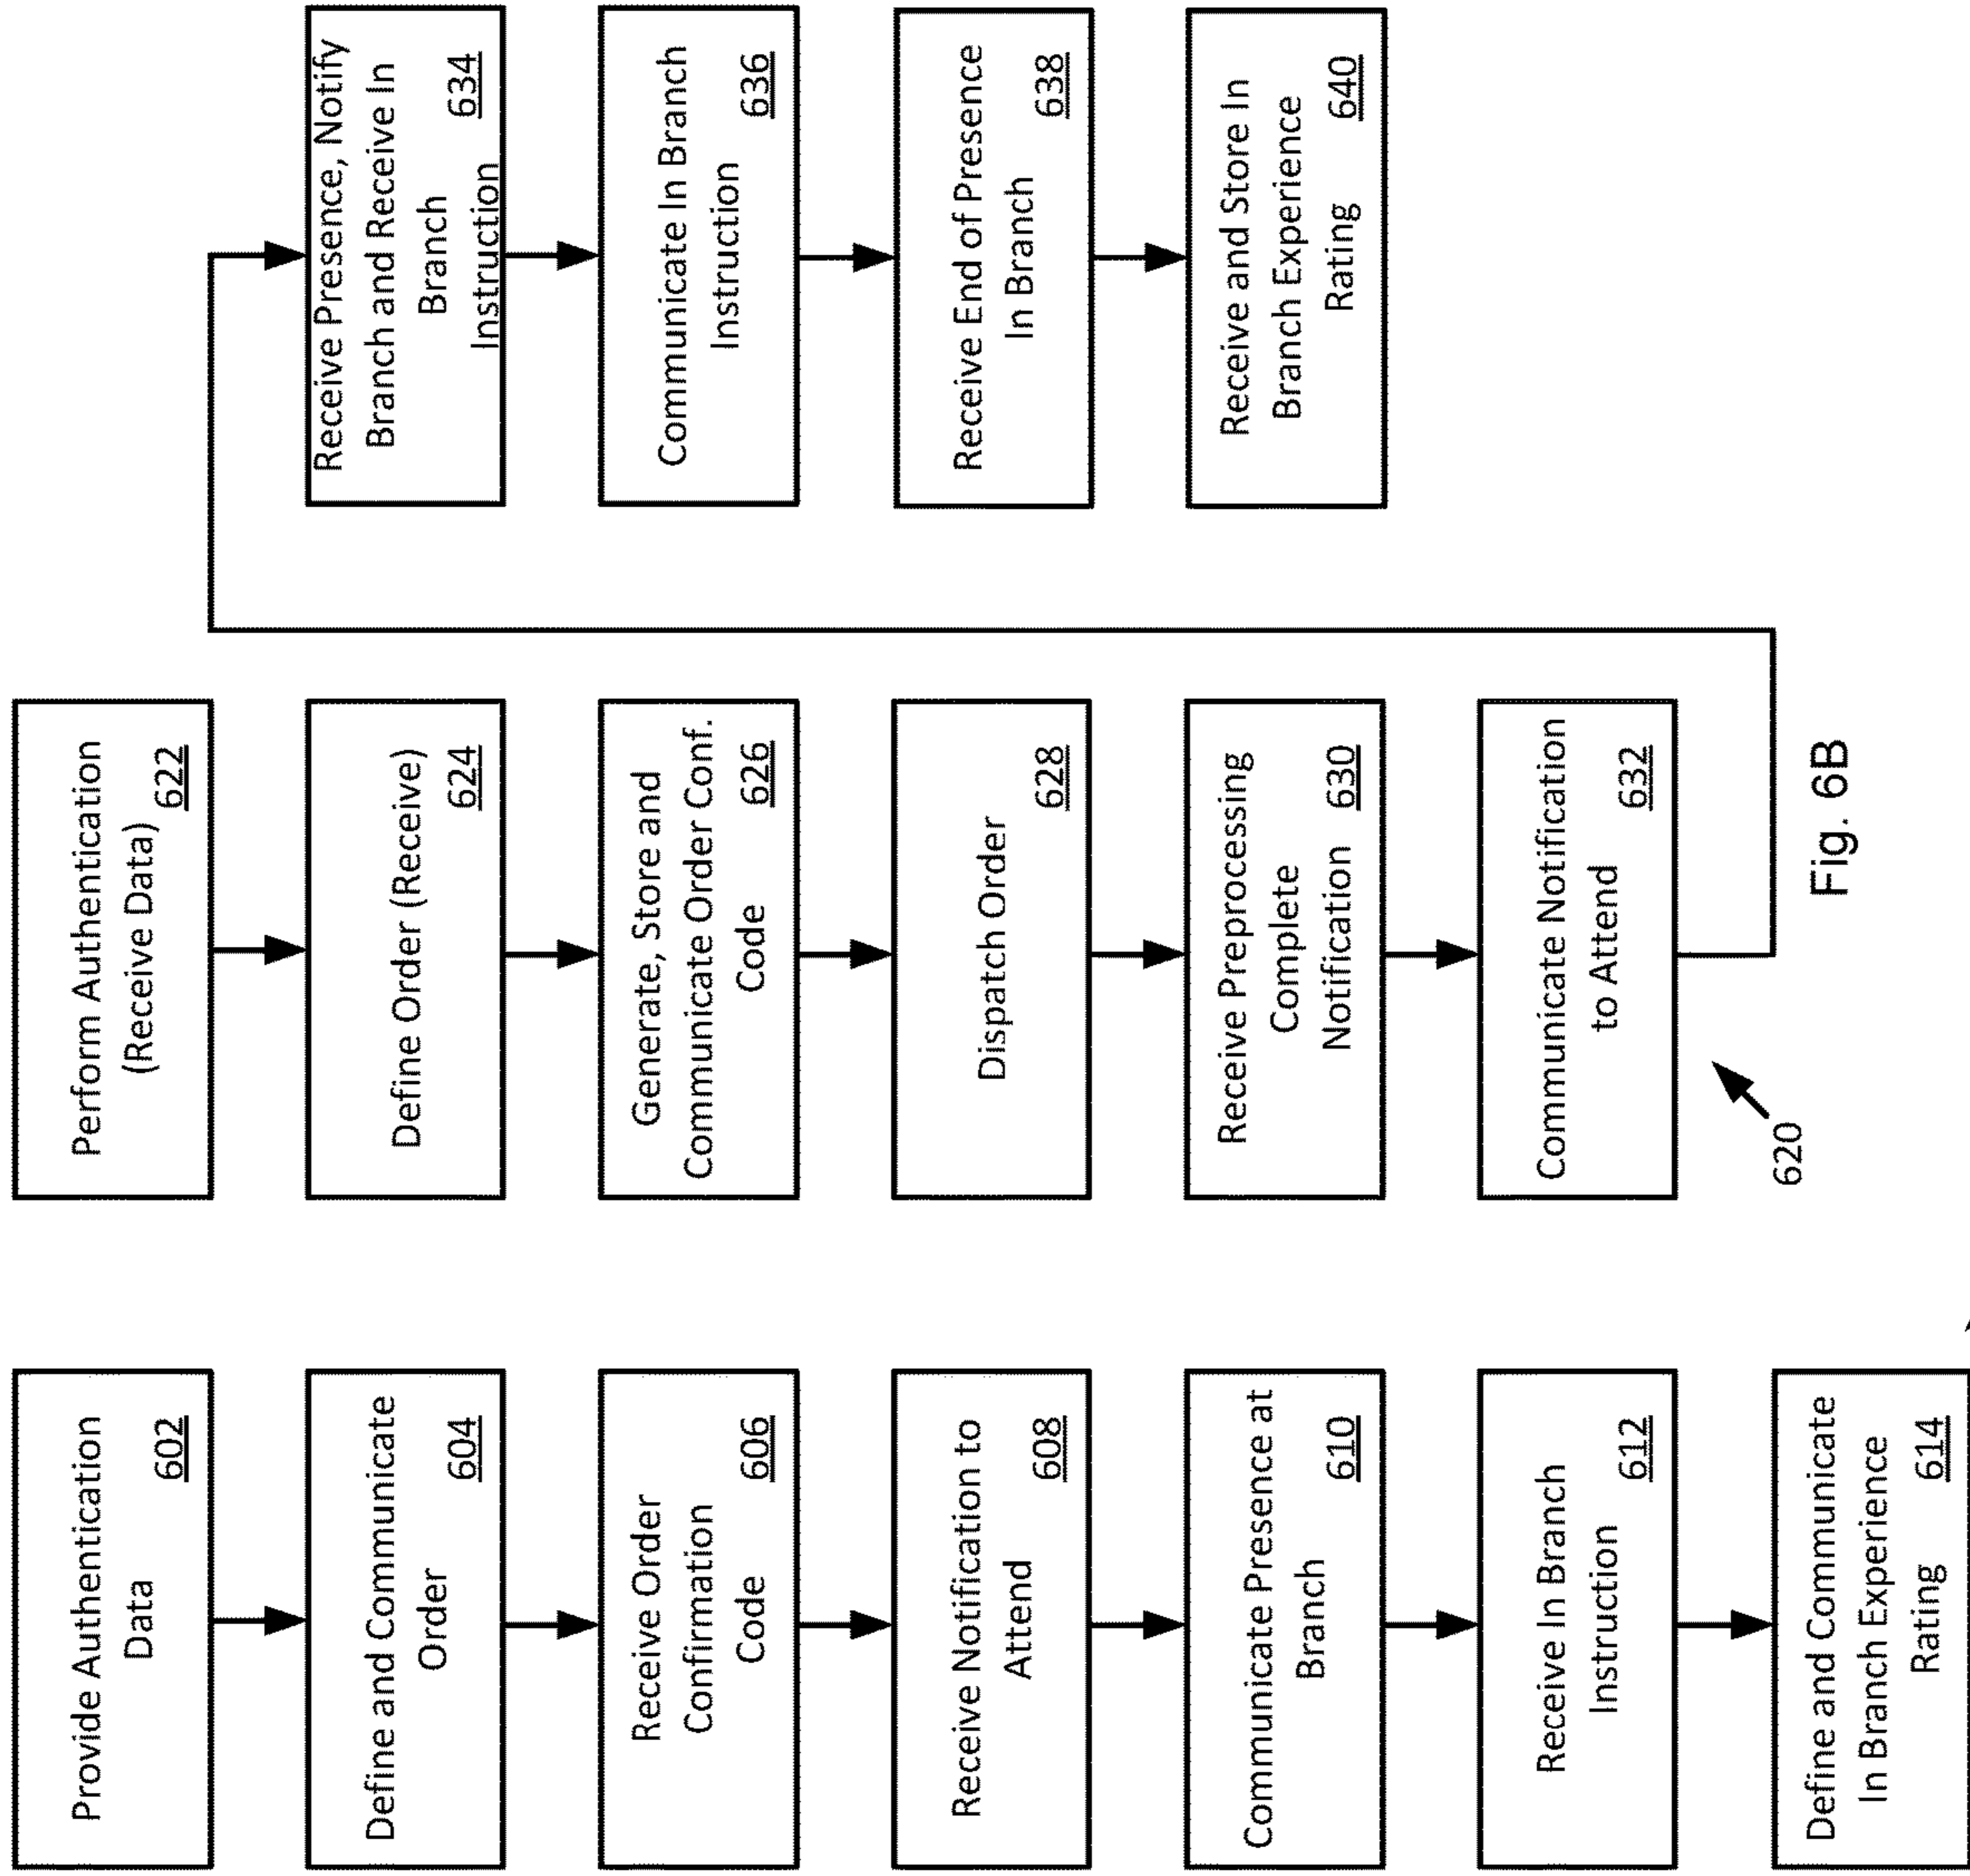 Provide Authentication
Data 602
Define and Communicate
Order 604
Receive Order
Confirmation
Code 606
Receive Notification to
Attend 608
Communicate Presence at
Branch 610
Receive In Branch
Instruction 612
Define and Communicate
In Branch Experience
Rating 614
Perform Authentication
(Receive Data) 622
Define Order (Receive)
624
Generate, Store and
Communicate Order Conf.
Code 626
Dispatch Order
628
Receive Preprocessing
Complete
Notification 630
Communicate Notification
to Attend 632
620
Receive Presence, Notify
Branch and Receive In
Branch
Instruction 634
Communicate In Branch
Instruction 636
Receive End of Presence
In Branch 638
Receive and Store In
Branch Experience
Rating 640
Fig. 6B